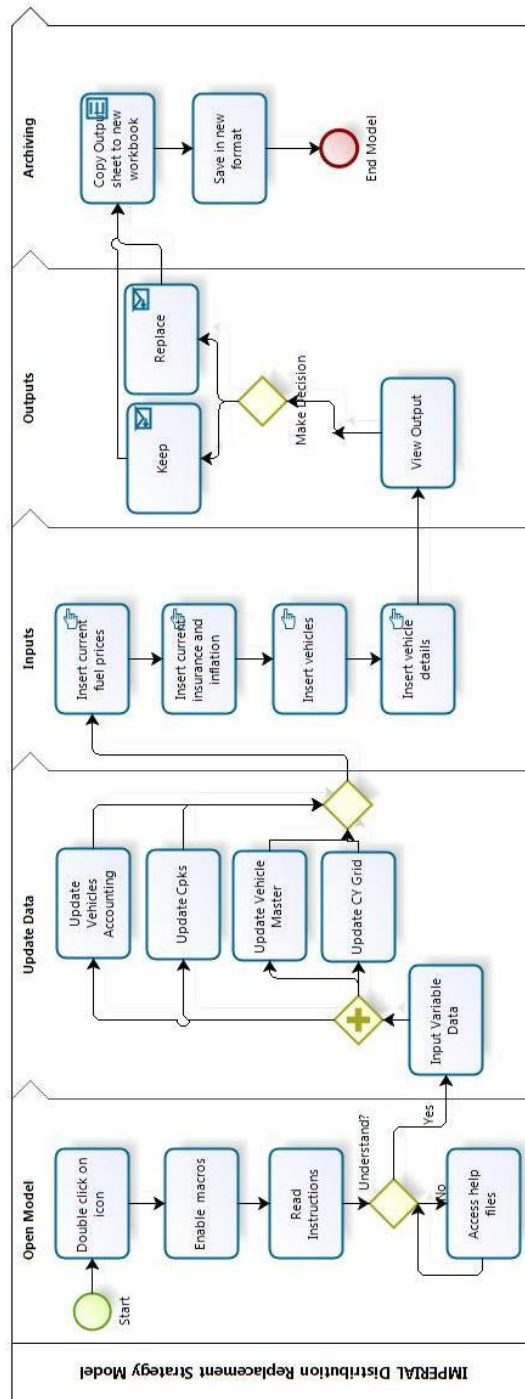 IMPERIAL Distribution Replacement Strategy Model
Open Model
Start
Double click on
icon
Enable macros
Read
Instructions
Understand?
Yes
No
Access help
files
Update Data
Input Variable
Data
Update
Vehicles
Accounting
Update Cpks
Update Vehicle
Master
Update CY Grid
Inputs
Insert current
fuel prices
Insert current
insurance and
inflation
Insert vehicles
Insert vehicle
details
Outputs
View Output
Make Decision
Keep
Replace
Archiving
Copy Output
sheet to new
workbook
Save in new
format
End Model